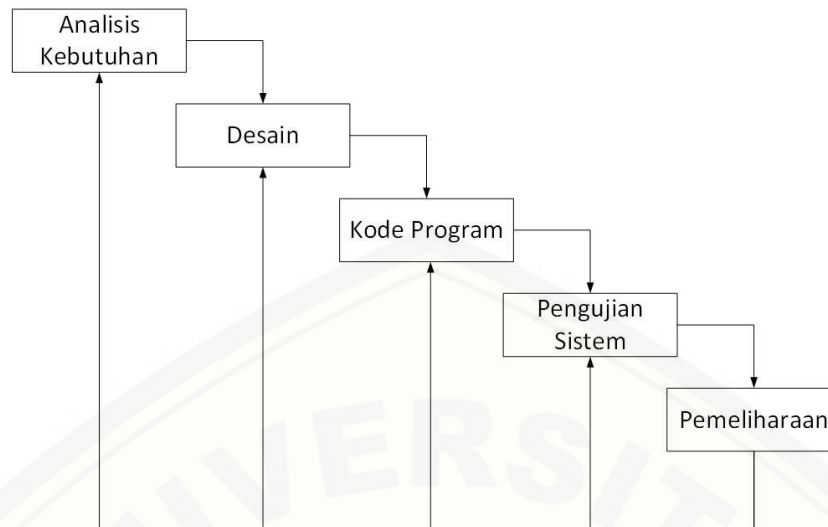 Analisis
Kebutuhan
Desain
Kode Program
Pengujian
Sistem
Pemeliharaan